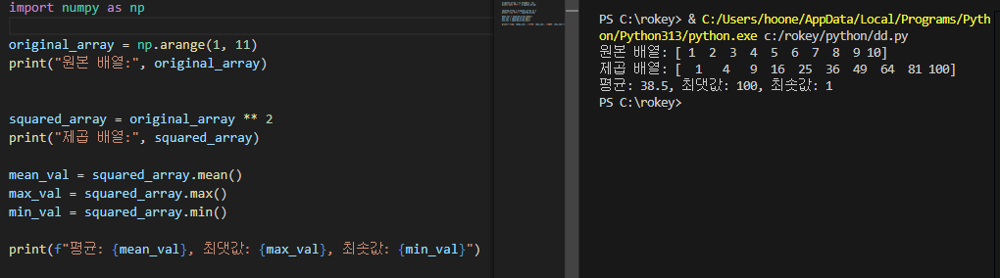 import numpy as np
original_array = np.arange(1, 11)
print("원본 배열:", original_array)
squared_array = original_array ** 2
print("제곱 배열:", squared_array)
mean_val = squared_array.mean()
max_val = squared_array.max()
min_val = squared_array.min()
print(f"평균: {mean_val}, 최댓값: {max_val}, 최솟값: {min_val}")
PS C:\rokey> & C:/Users/hoone/AppData/Local/Programs/Pyth
on/Python313/python.exe c:/rokey/python/dd.py
원본 배열: [ 1  2  3  4  5  6  7  8  9 10]
제곱 배열: [  1   4   9  16  25  36  49  64  81 100]
평균: 38.5, 최댓값: 100, 최솟값: 1
PS C:\rokey>